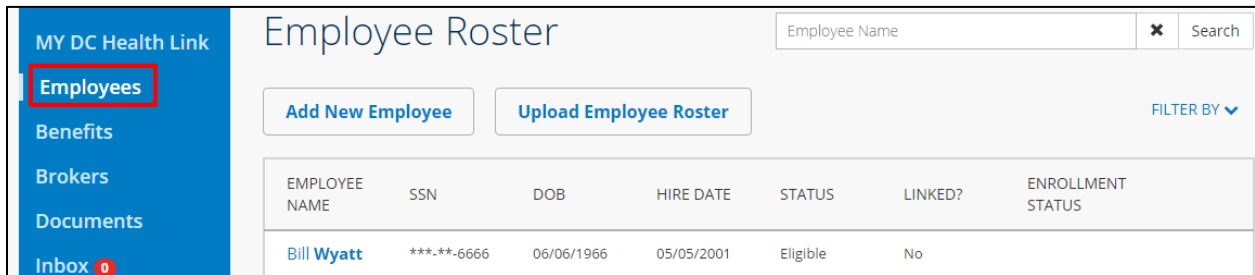 MY DC Health Link
Employees
Benefits
Brokers
Documents
Inbox 0
Employee Roster
Employee Name
✖ Search
Add New Employee Upload Employee Roster
FILTER BY
EMPLOYEE NAME SSN DOB HIRE DATE STATUS LINKED? ENROLLMENT STATUS
Bill Wyatt ***-**-6666 06/06/1966 05/05/2001 Eligible No